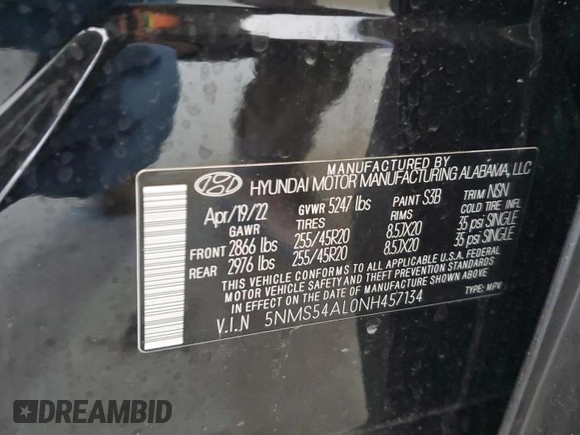 MANUFACTURED BY
HYUNDAI MOTOR MANUFACTURING ALABAMA, LLC
Apr/19/22 GVWR 5247 lbs PAINT S3B TRIM NSN
GAWR TIRES RIMS COLD TIRE INFL
FRONT 2866 lbs 255/45R20 8.5JX20 35 psi SINGLE
REAR 2976 lbs 255/45R20 8.5JX20 35 psi SINGLE
THIS VEHICLE CONFORMS TO ALL APPLICABLE U.S.A. FEDERAL
MOTOR VEHICLE SAFETY, BUMPER, AND THEFT PREVENTION STANDARDS
IN EFFECT ON THE DATE OF MANUFACTURE SHOWN ABOVE.
V.I.N 5NMS54AL0NH457134 TYPE: MPV
DREAMBID